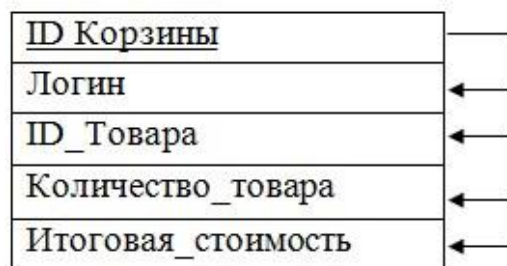 ID Корзины
Логин
ID_Товара
Количество_товара
Итоговая_стоимость